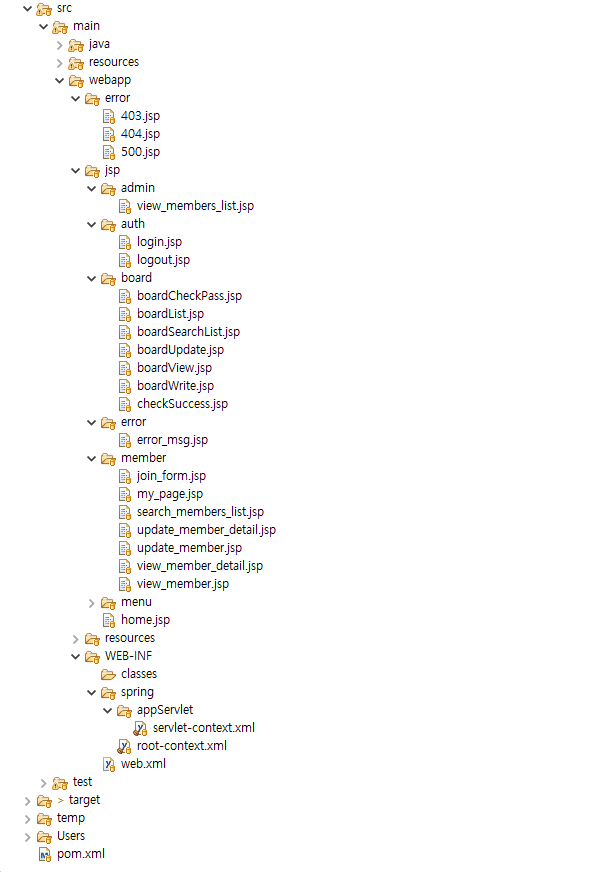 src
main
java
resources
webapp
error
403.jsp
404.jsp
500.jsp
jsp
admin
view_members_list.jsp
auth
login.jsp
logout.jsp
board
boardCheckPass.jsp
boardList.jsp
boardSearchList.jsp
boardUpdate.jsp
boardView.jsp
boardWrite.jsp
checkSuccess.jsp
error
error_msg.jsp
member
join_form.jsp
my_page.jsp
search_members_list.jsp
update_member_detail.jsp
update_member.jsp
view_member_detail.jsp
view_member.jsp
menu
home.jsp
resources
WEB-INF
classes
spring
appServlet
servlet-context.xml
root-context.xml
web.xml
test
> target
temp
Users
pom.xml